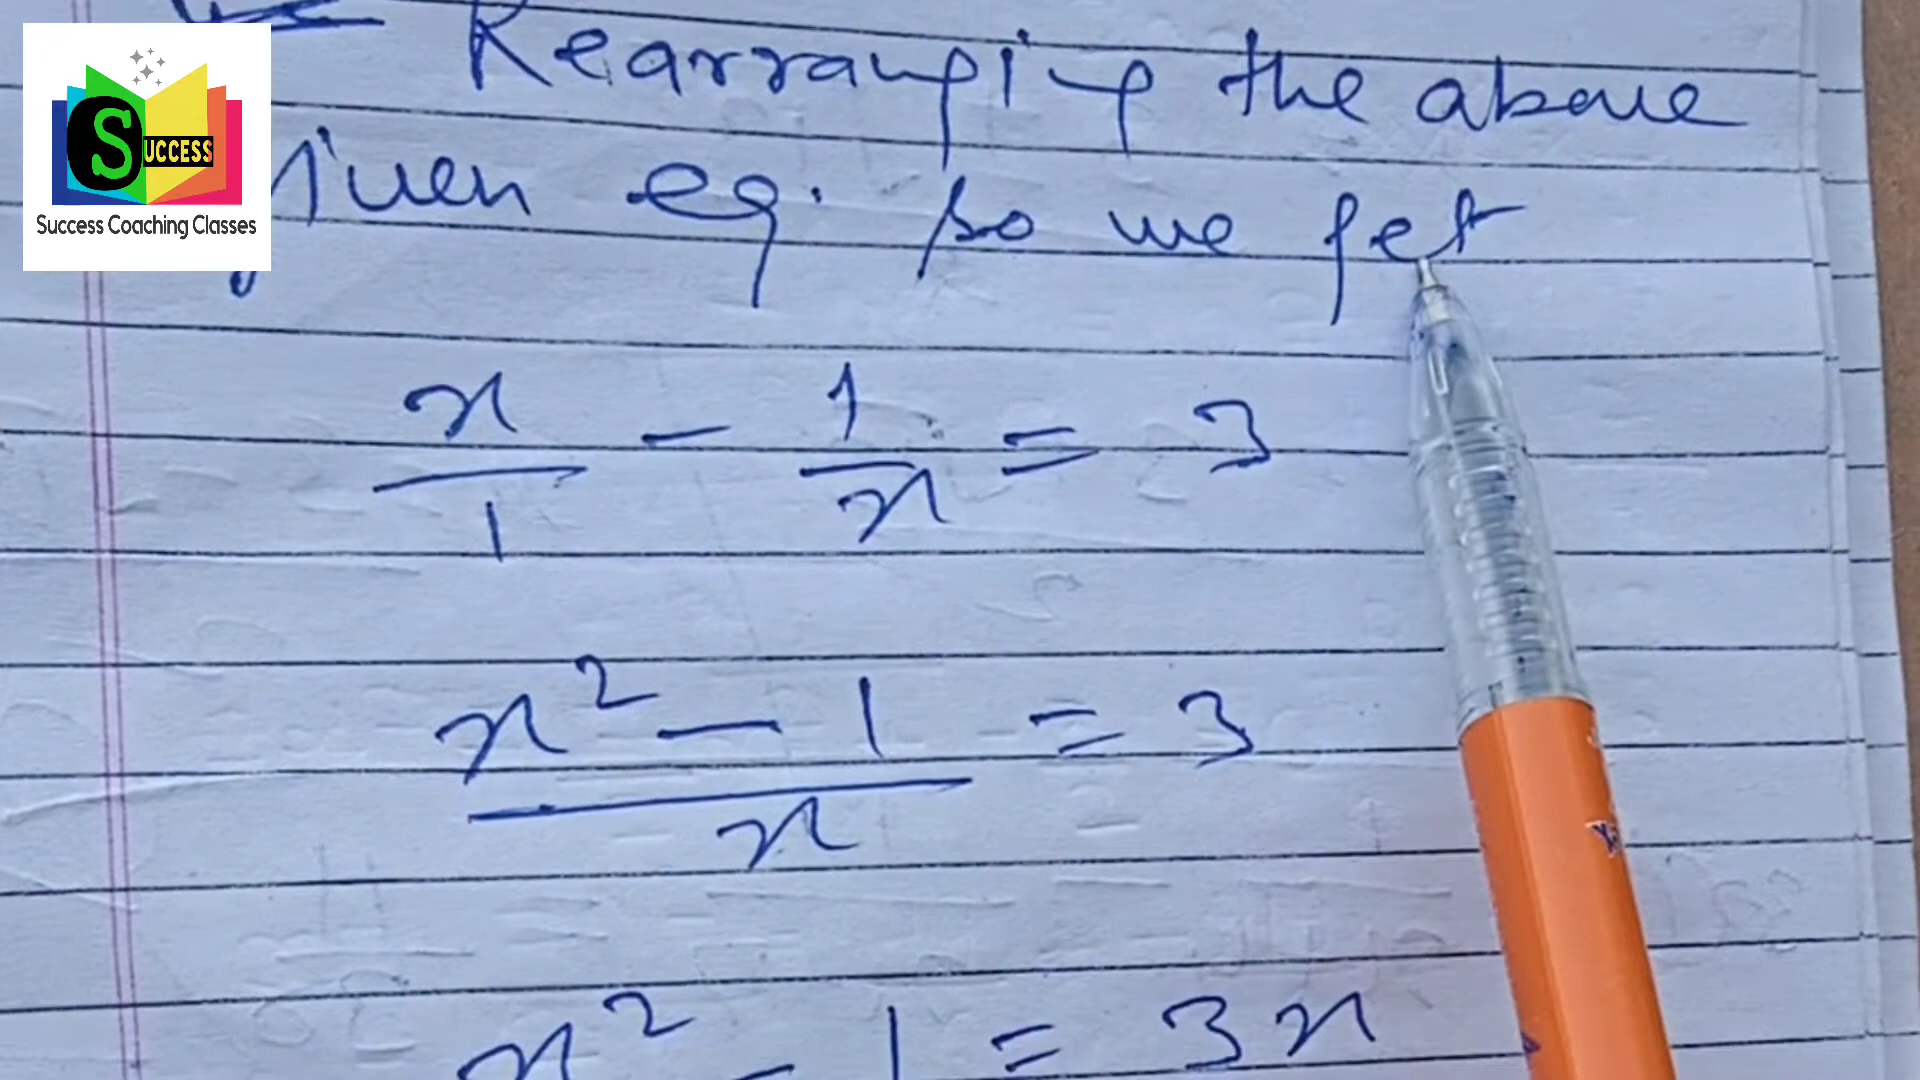 Rearranging the above
given eq. so we get
x/1 - 1/x = 3
x² - 1 / x = 3
x² - 1 = 3x
SUCCESS
Success Coaching Classes